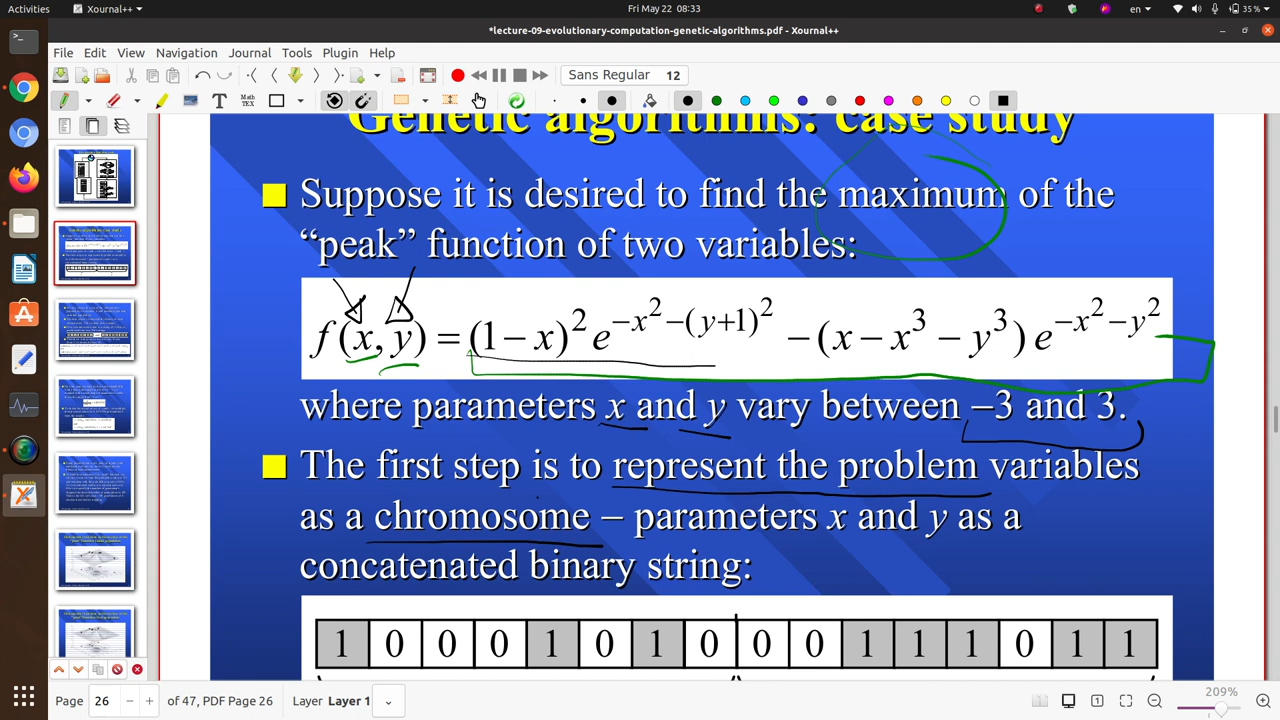 Activities Xournal++ Fri May 22 08:33 en 35 %
*lecture-09-evolutionary-computation-genetic-algorithms.pdf - Xournal++
File Edit View Navigation Journal Tools Plugin Help
Sans Regular 12
Genetic algorithms: case study
Suppose it is desired to find the maximum of the
“peak” function of two variables:
f(x, y) = (1 − x)² e^(−x² − (y+1)²) − (x − x³ − y³) e^(−x² − y²)
where parameters x and y vary between −3 and 3.
The first step is to represent the problem variables
as a chromosome – parameters x and y as a
concatenated binary string:
1 0 0 0 1 0 1 0 0 0 1 1 1 0 1 1
Page 26 of 47, PDF Page 26 Layer Layer 1 209%